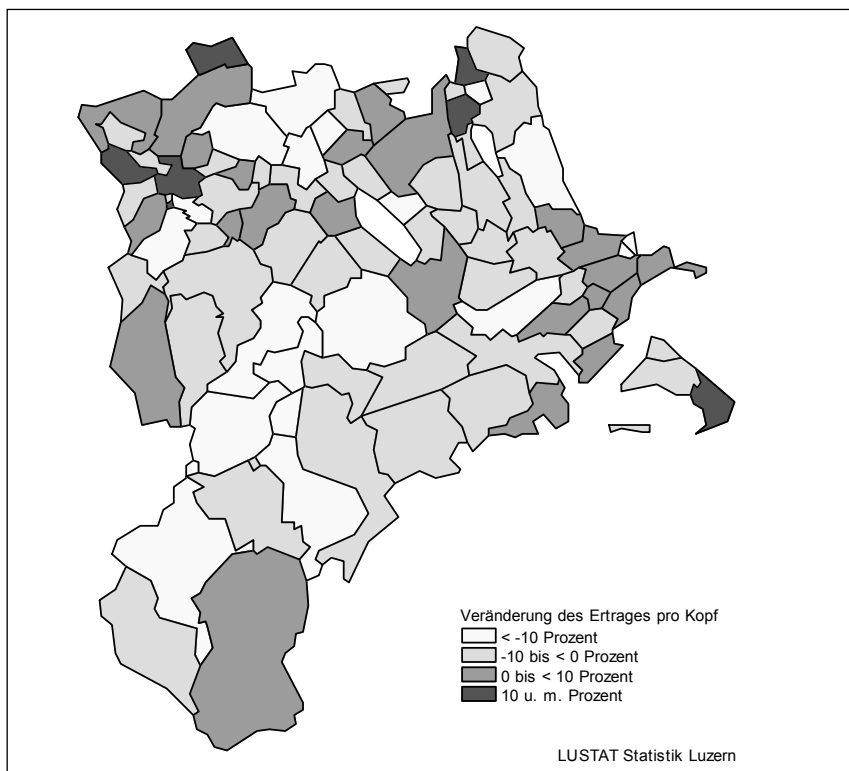 Veränderung des Ertrages pro Kopf
< -10 Prozent
-10 bis < 0 Prozent
0 bis < 10 Prozent
10 u. m. Prozent
LUSTAT Statistik Luzern